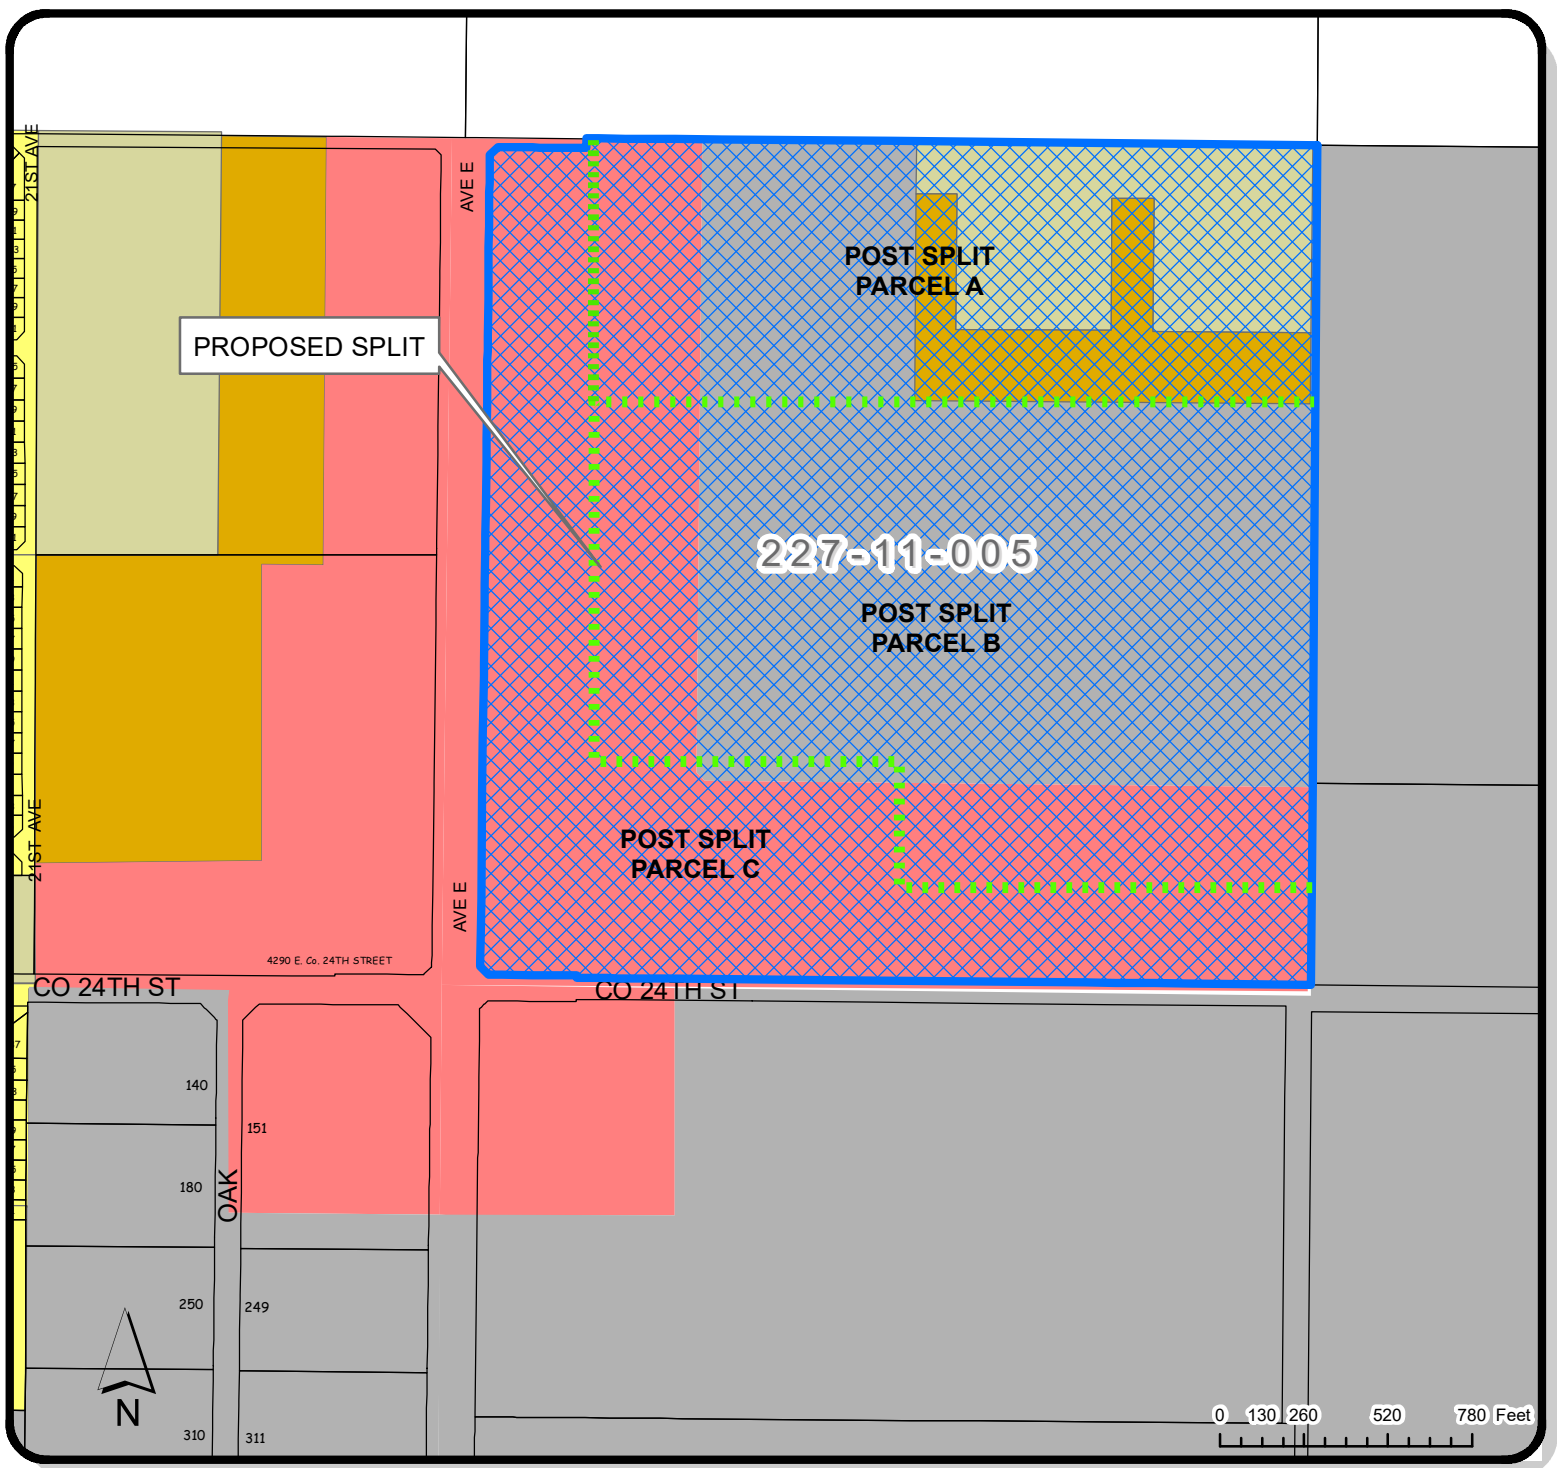 21ST AVE
AVE E
POST SPLIT
PARCEL A
PROPOSED SPLIT
227-11-005
POST SPLIT
PARCEL B
21ST AVE
POST SPLIT
PARCEL C
AVE E
4290 E. Co. 24TH STREET
CO 24TH ST
CO 24TH ST
140
151
180
OAK
250
249
N
310
311
0 130 260 520 780 Feet